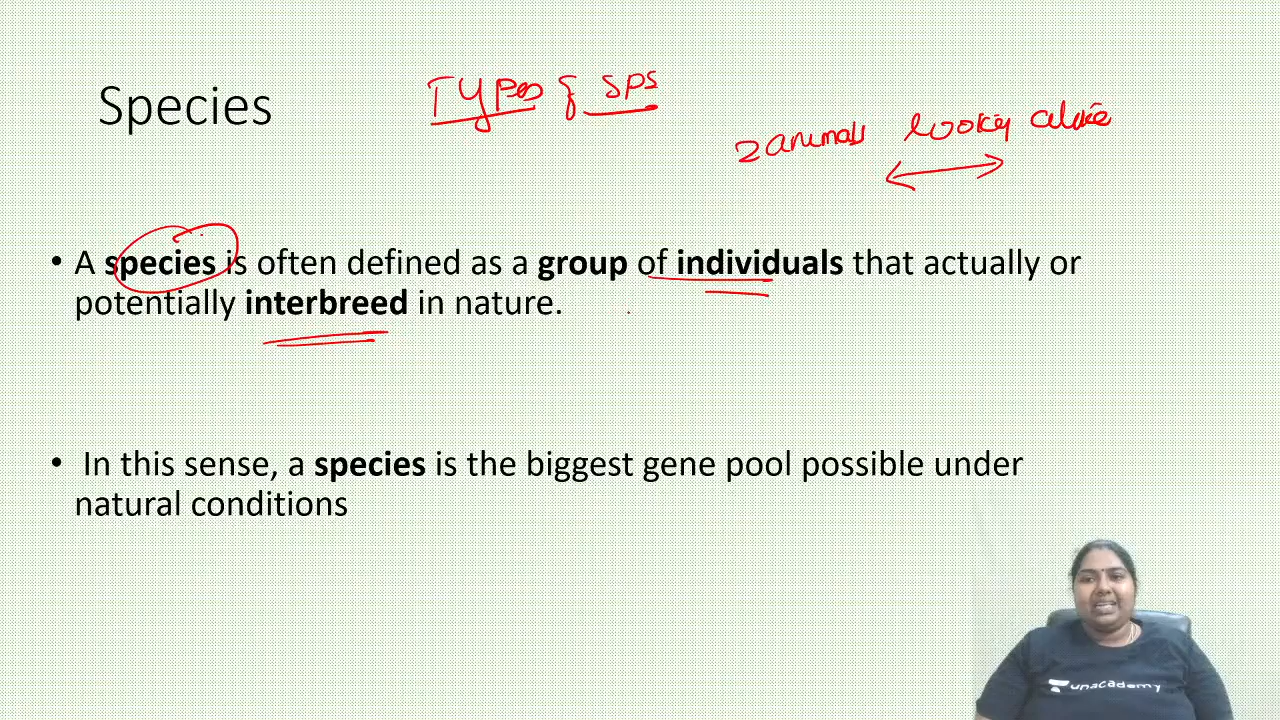 Species
Types of sps
2 animals looky alike
• A species is often defined as a group of individuals that actually or
potentially interbreed in nature.
• In this sense, a species is the biggest gene pool possible under
natural conditions
unacademy